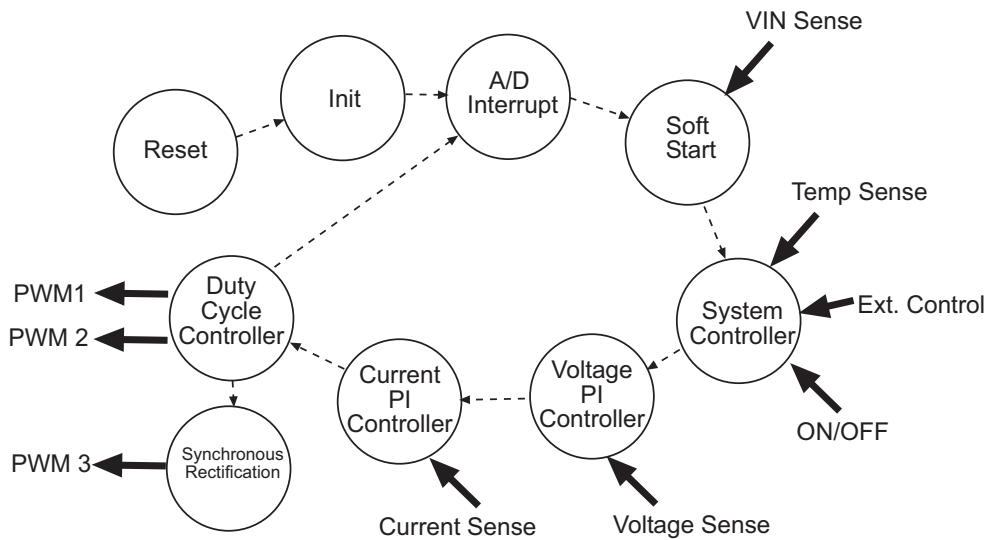 VIN Sense
A/D
Interrupt
Init
Soft
Start
Reset
Temp Sense
Duty
Cycle
Controller
PWM1
PWM 2
System
Controller
Ext. Control
Voltage
PI
Controller
Current
PI
Controller
ON/OFF
Synchronous
Rectification
PWM 3
Current Sense
Voltage Sense